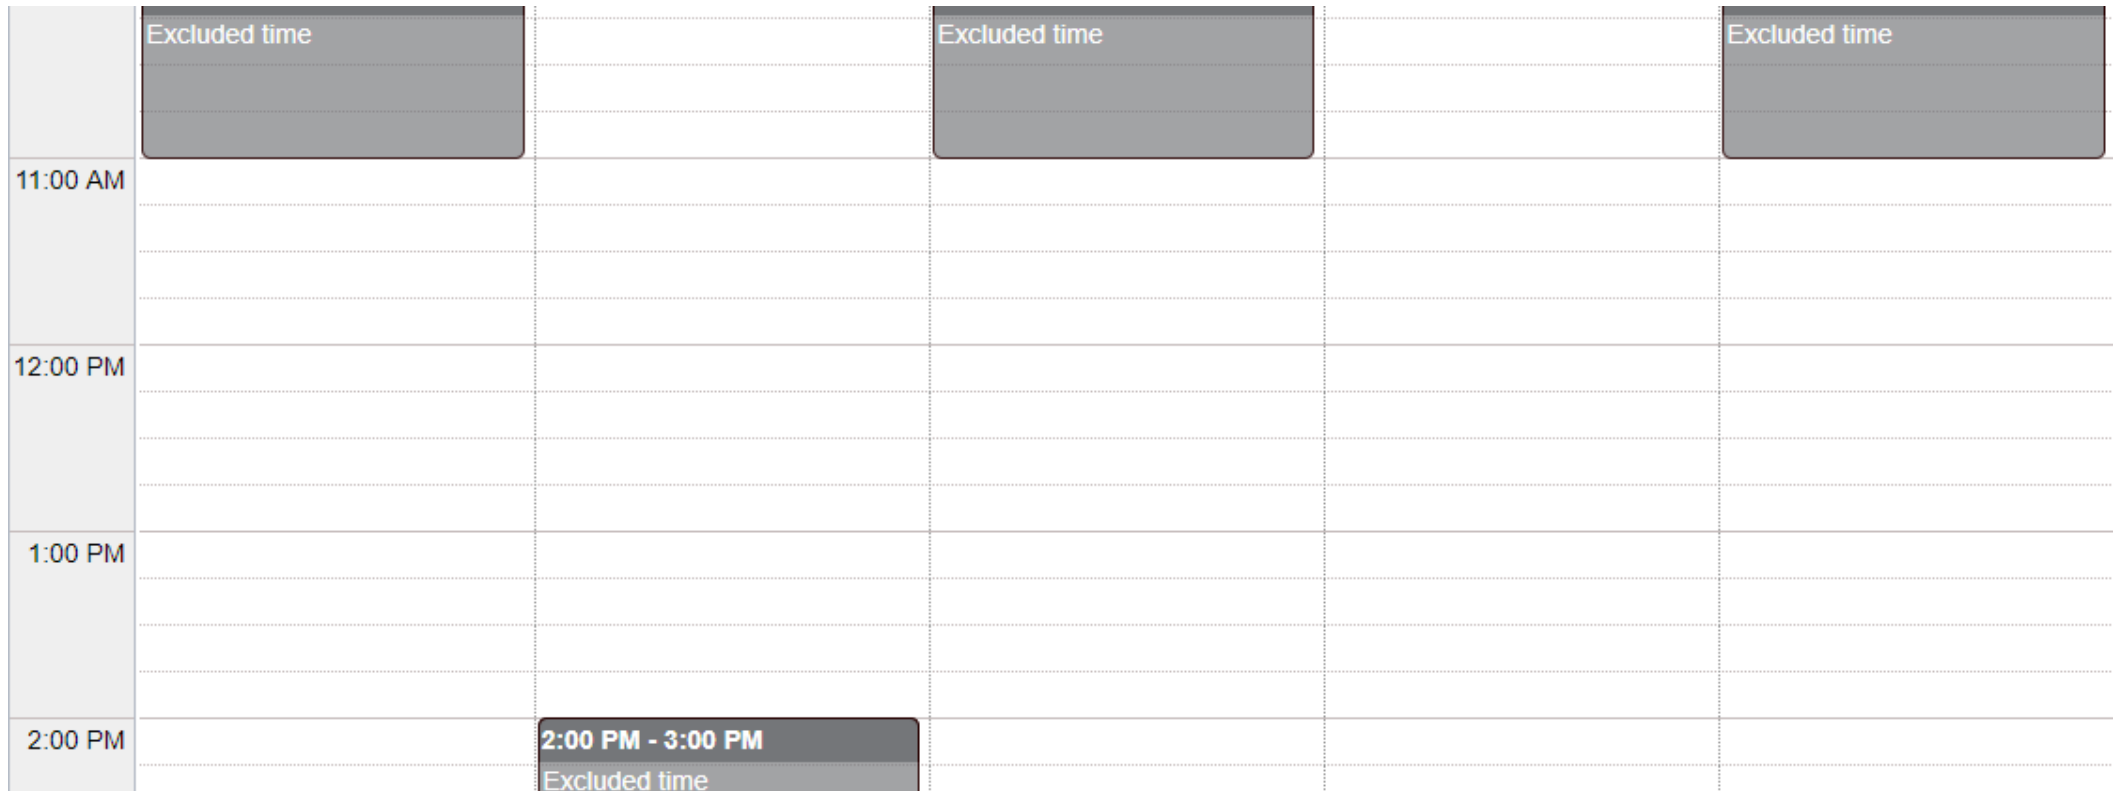 Excluded time Excluded time Excluded time
11:00 AM
12:00 PM
1:00 PM
2:00 PM 2:00 PM - 3:00 PM
Excluded time